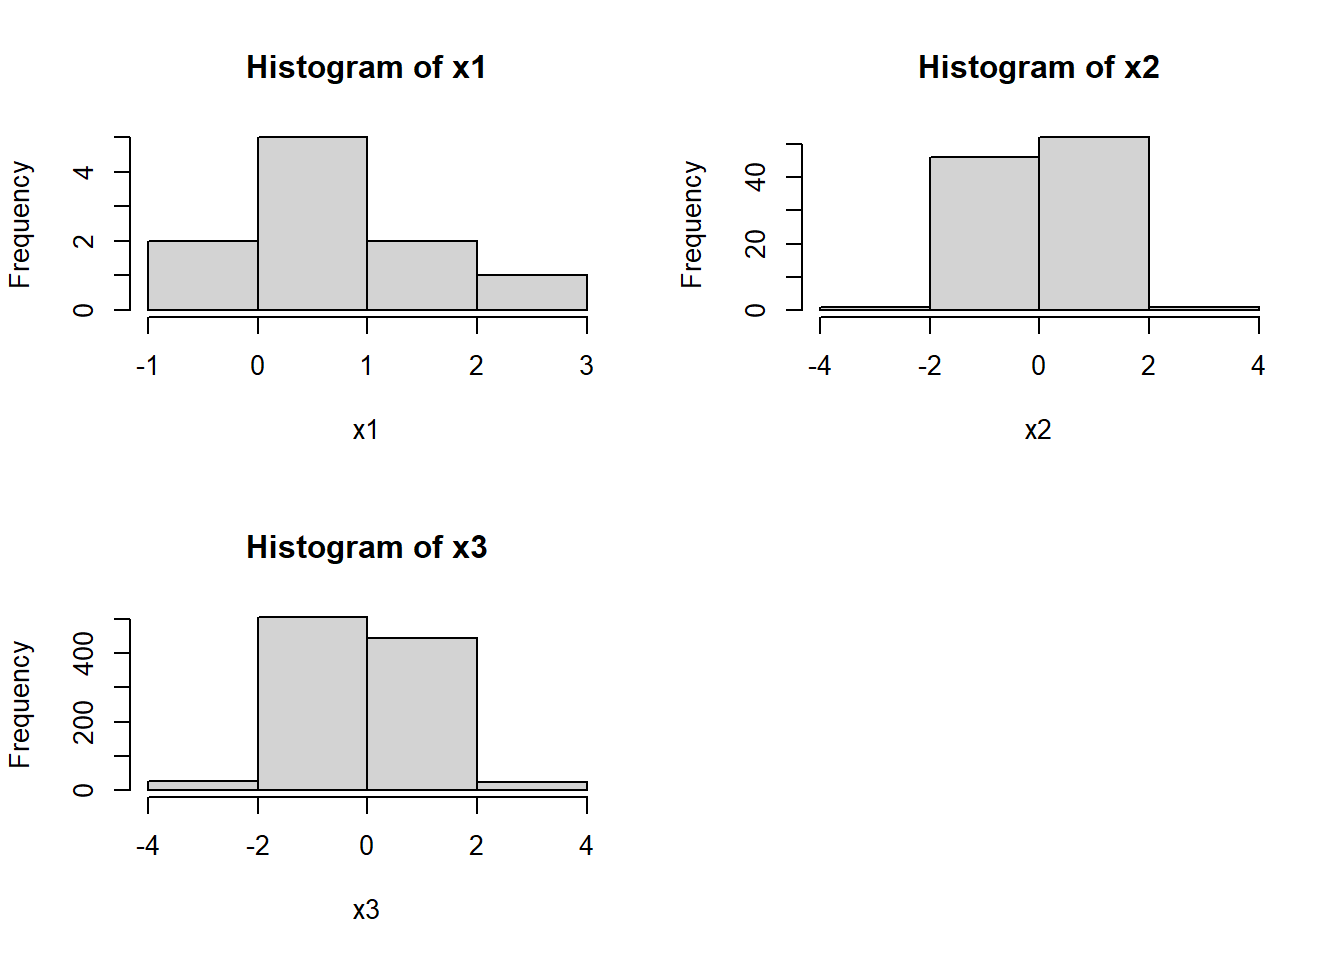 Histogram of x1
Frequency
4
2
0
-1 0 1 2 3
x1
Histogram of x2
Frequency
40
20
0
-4 -2 0 2 4
x2
Histogram of x3
Frequency
400
200
0
-4 -2 0 2 4
x3